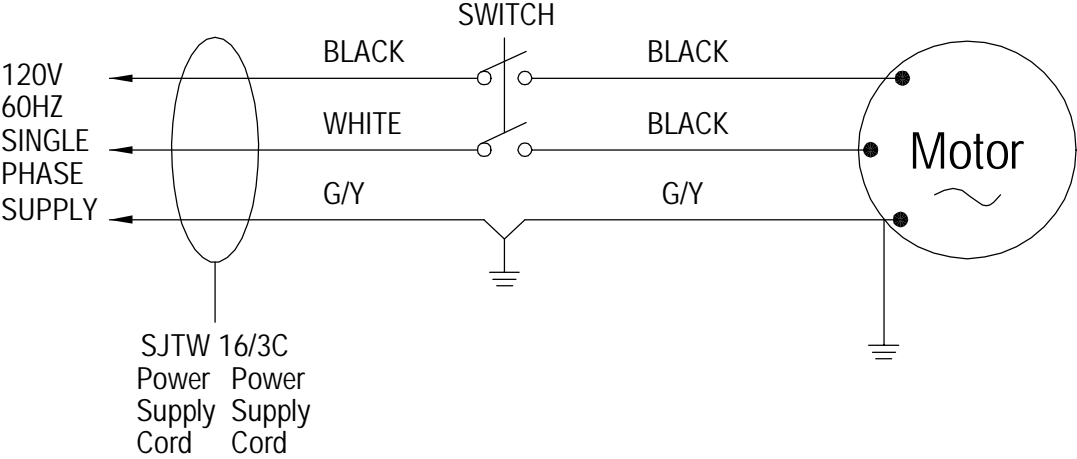 SWITCH
BLACK BLACK
120V
60HZ
WHITE BLACK
SINGLE
Motor
PHASE
G/Y G/Y
SUPPLY
SJTW 16/3C
Power Power
Supply Supply
Cord Cord